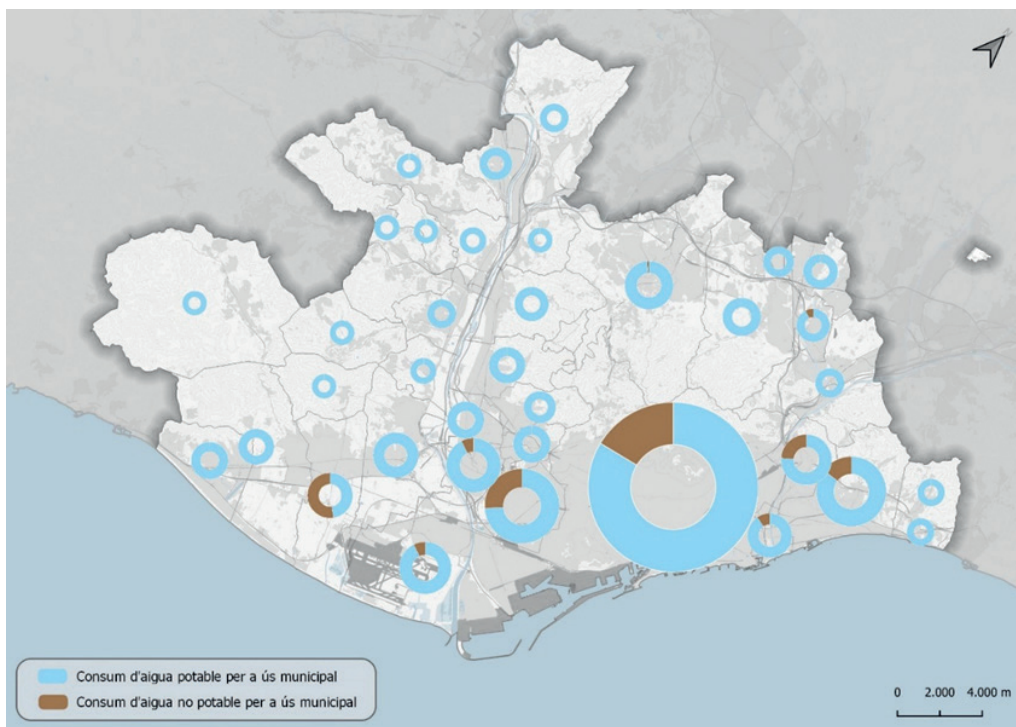 Consum d'aigua potable per a ús municipal
Consum d'aigua no potable per a ús municipal
0 2.000 4.000 m